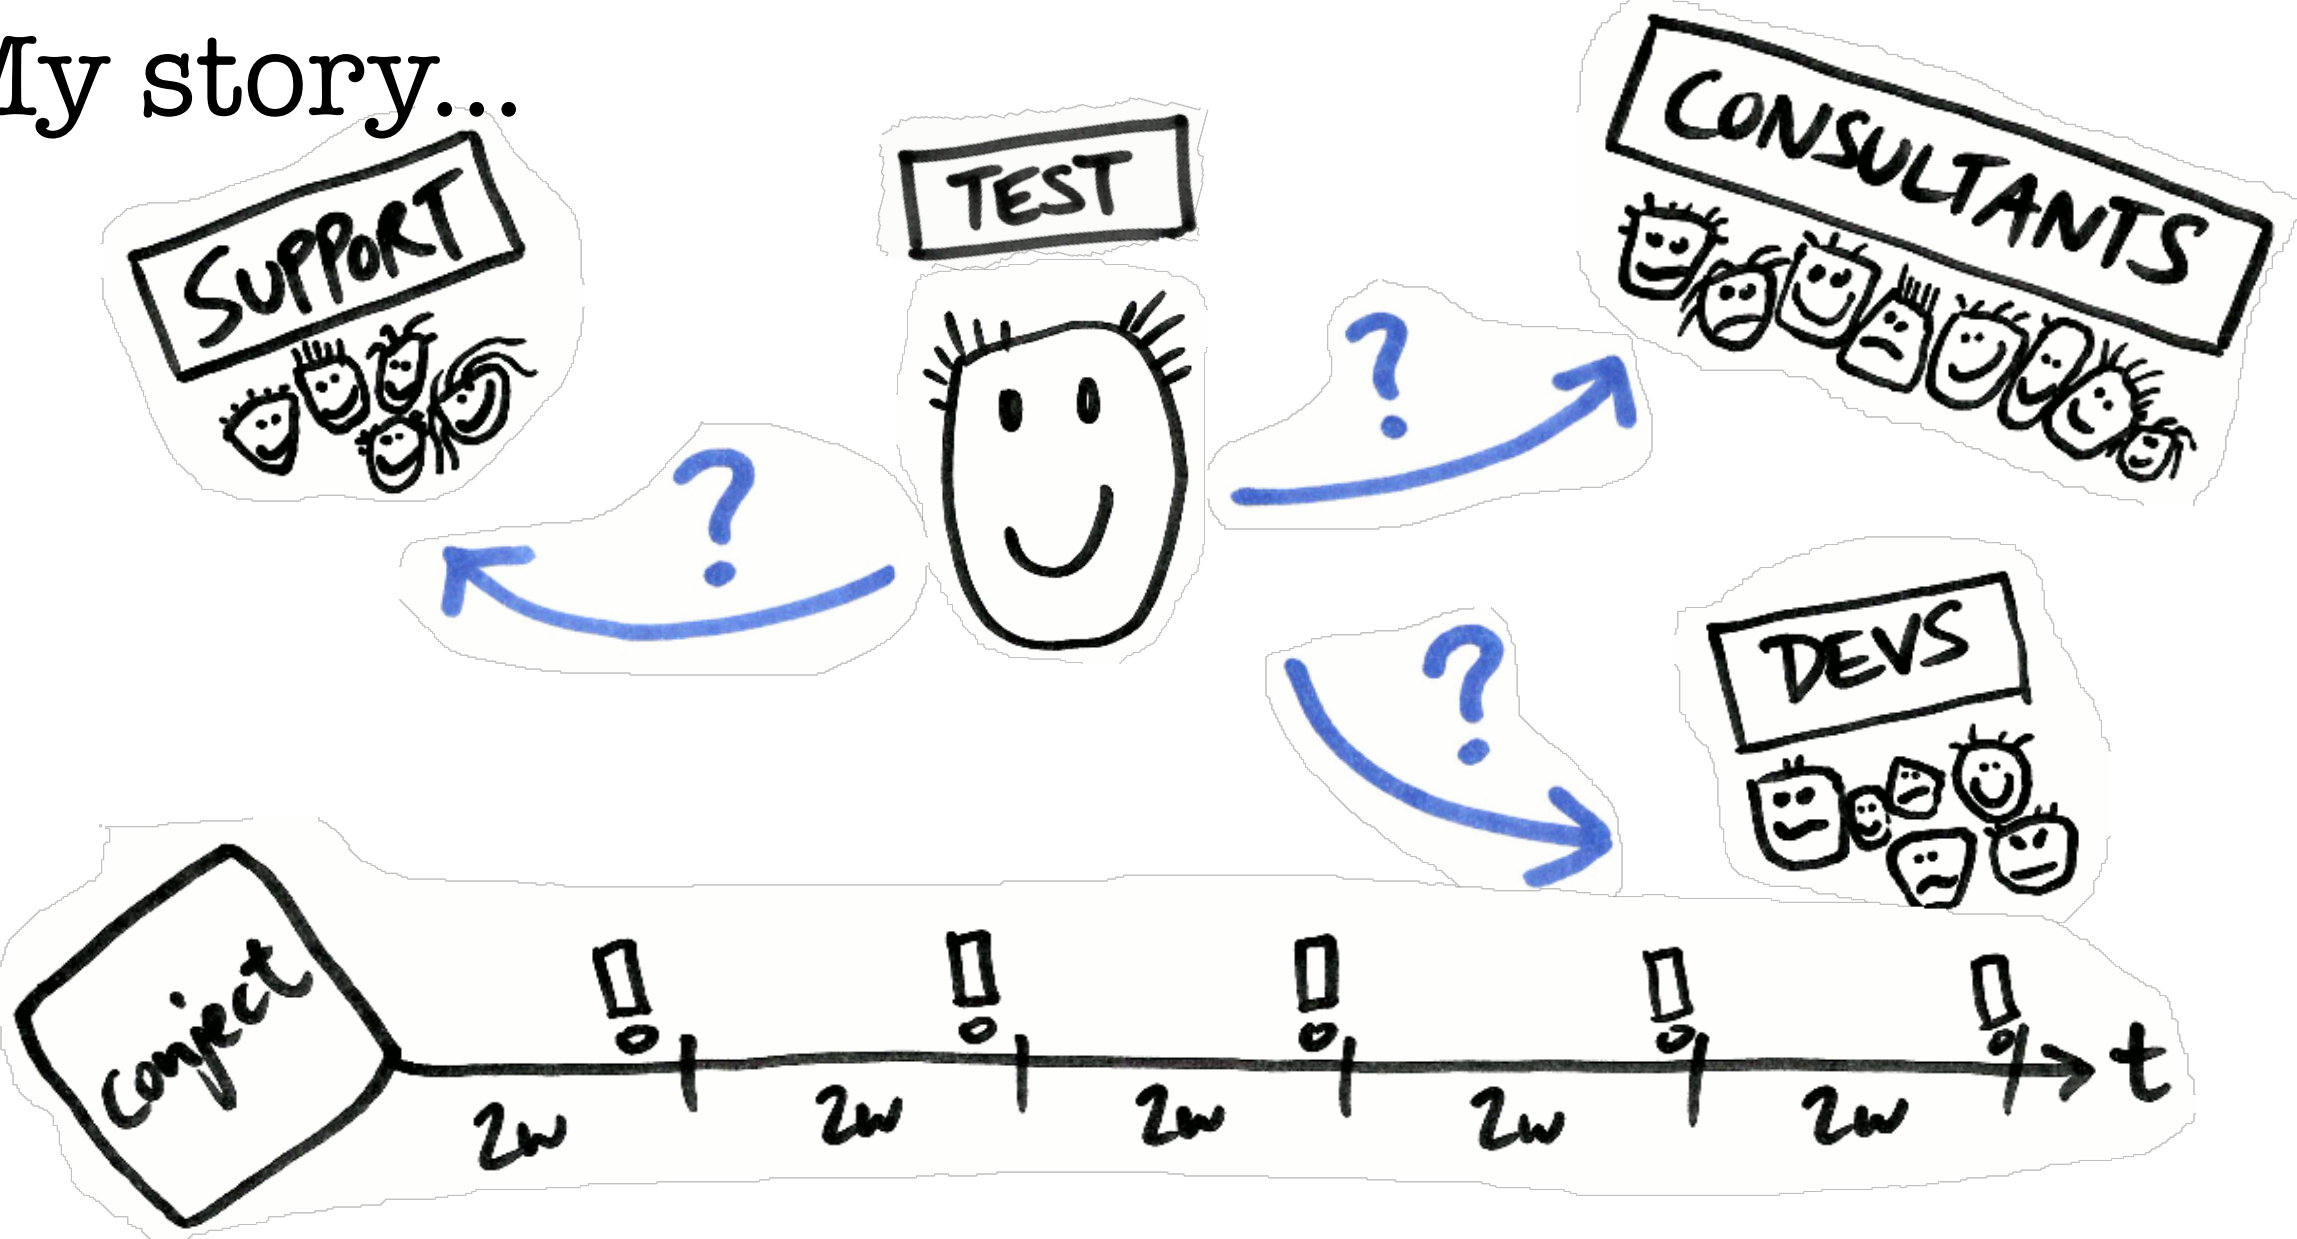 My story...
SUPPORT
TEST
CONSULTANTS
?
?
?
DEVS
conject
! ! ! ! !
t
2w 2w 2w 2w 2w